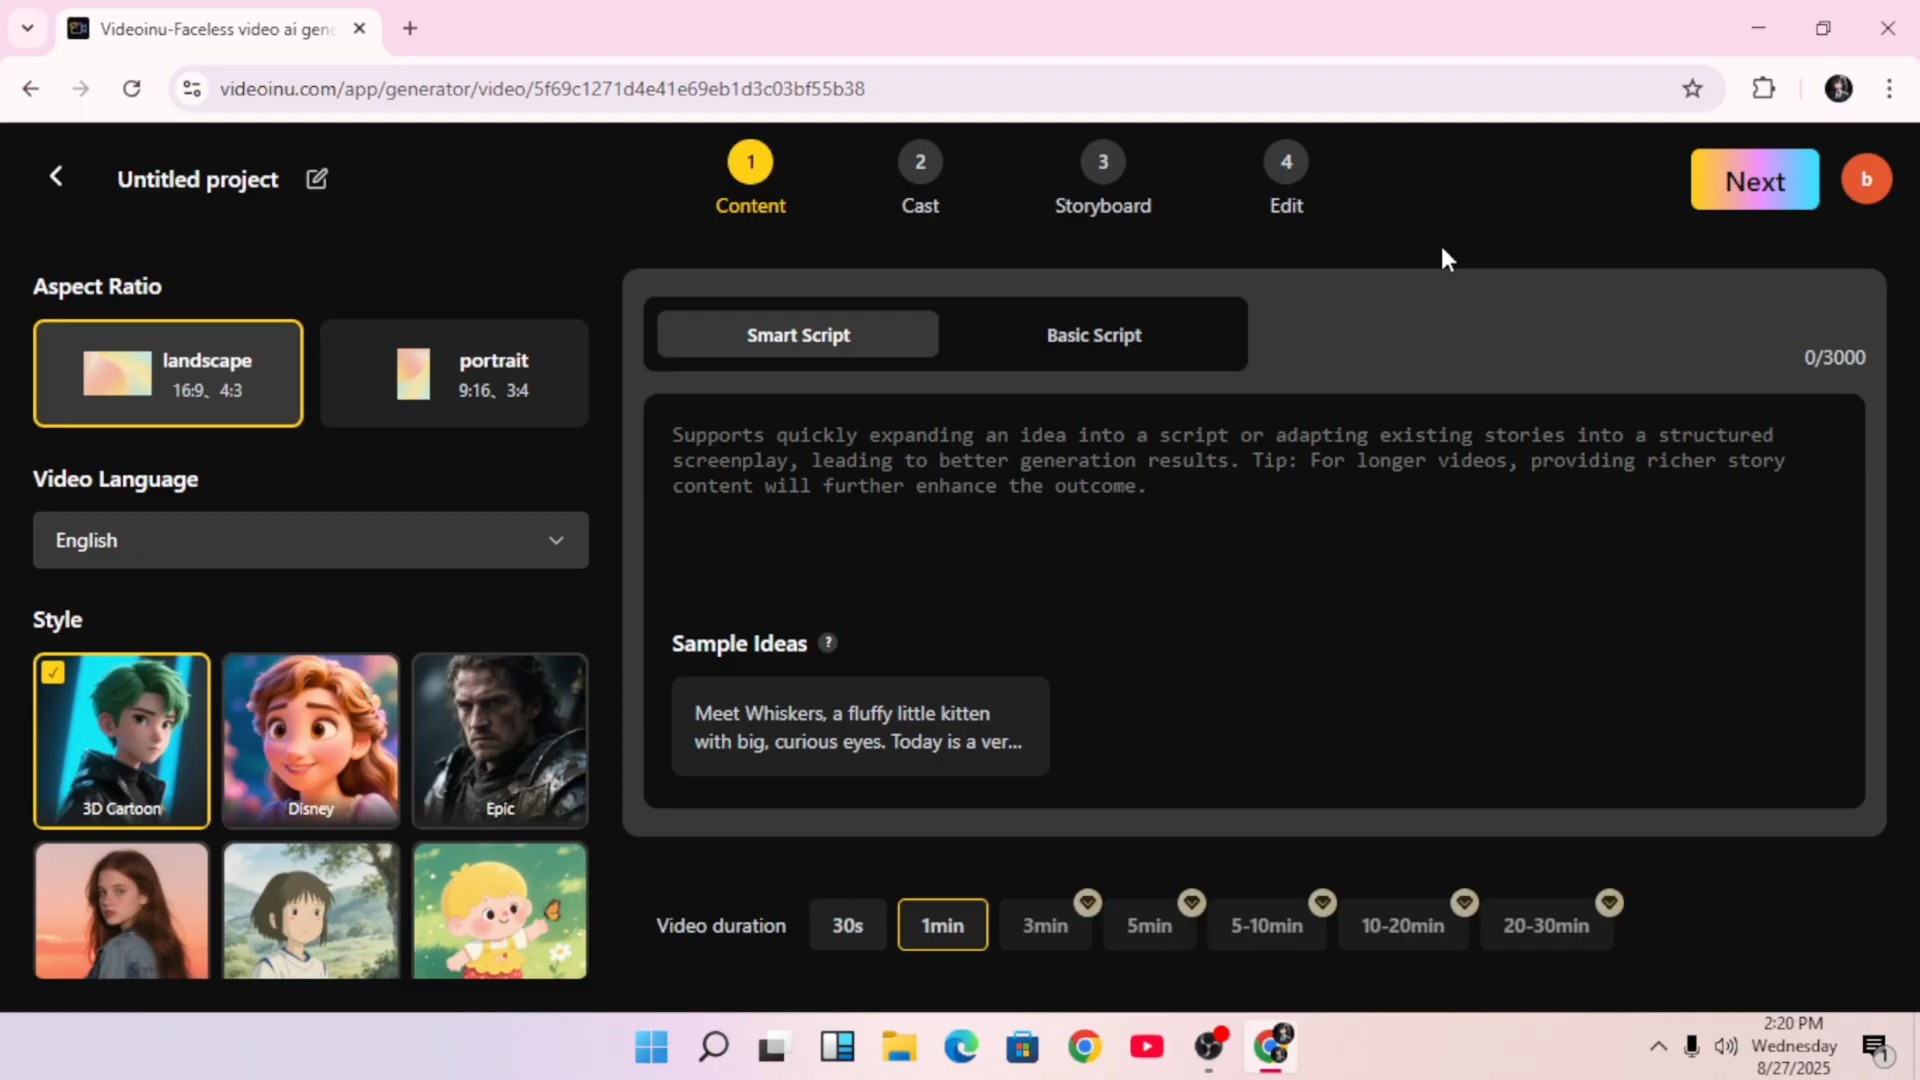 Videoinu-Faceless video ai gene
videoinu.com/app/generator/video/5f69c1271d4e41e69eb1d3c03bf55b38
Untitled project
1
Content
2
Cast
3
Storyboard
4
Edit
Next
b
Aspect Ratio
landscape
16:9、4:3
portrait
9:16、3:4
Video Language
English
Style
3D Cartoon
Disney
Epic
Smart Script
Basic Script
0/3000
Supports quickly expanding an idea into a script or adapting existing stories into a structured
screenplay, leading to better generation results. Tip: For longer videos, providing richer story
content will further enhance the outcome.
Sample Ideas ?
Meet Whiskers, a fluffy little kitten
with big, curious eyes. Today is a ver...
Video duration
30s
1min
3min
5min
5-10min
10-20min
20-30min
2:20 PM
Wednesday
8/27/2025
1